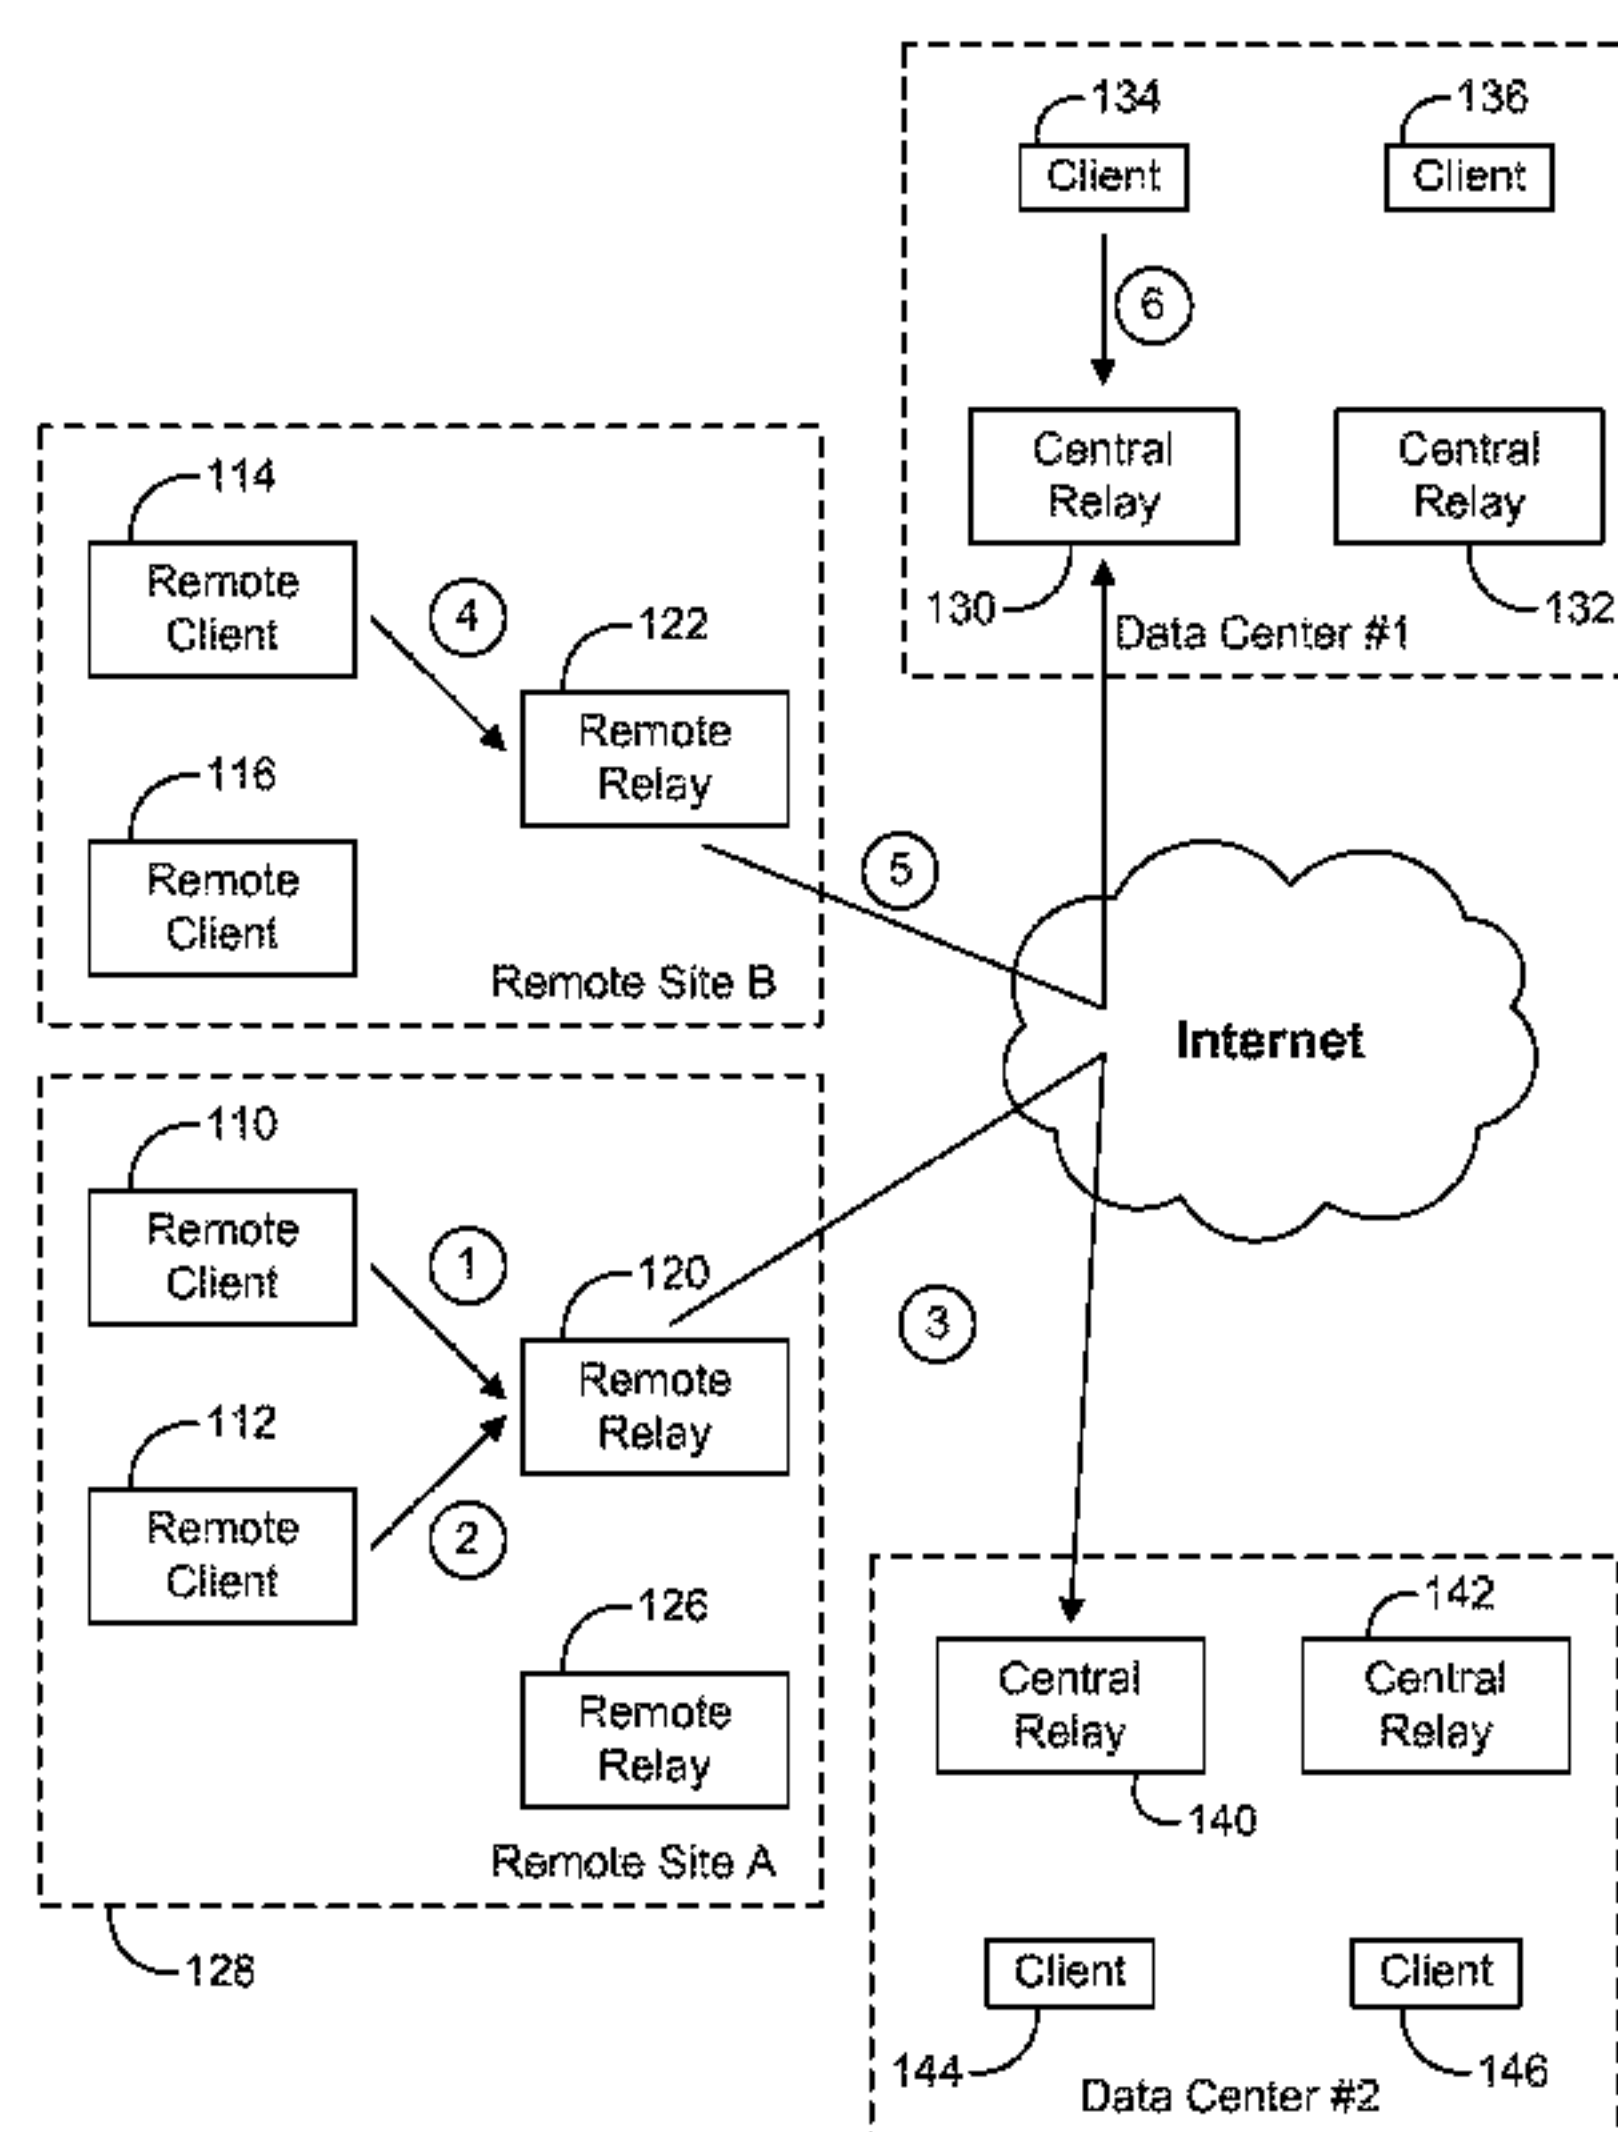 134
136
Client
Client
6
Central
Relay
Central
Relay
130
132
Data Center #1
114
Remote
Client
4
122
Remote
Relay
116
Remote
Client
5
Remote Site B
Internet
110
Remote
Client
1
120
Remote
Relay
3
112
Remote
Client
2
126
Remote
Relay
Remote Site A
128
142
Central
Relay
Central
Relay
140
Client
Client
144
146
Data Center #2